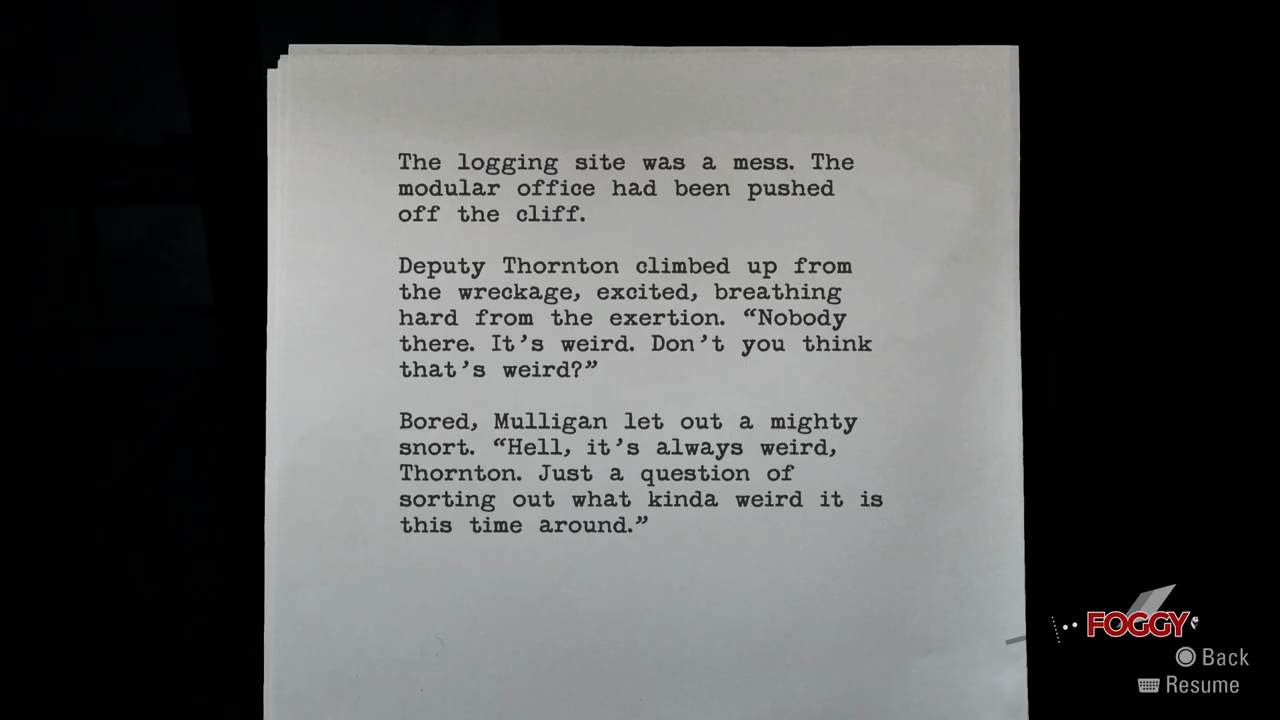 The logging site was a mess. The
modular office had been pushed
off the cliff.
Deputy Thornton climbed up from
the wreckage, excited, breathing
hard from the exertion. “Nobody
there. It’s weird. Don’t you think
that’s weird?”
Bored, Mulligan let out a mighty
snort. “Hell, it’s always weird,
Thornton. Just a question of
sorting out what kinda weird it is
this time around.”
FOGGY
Back
Resume